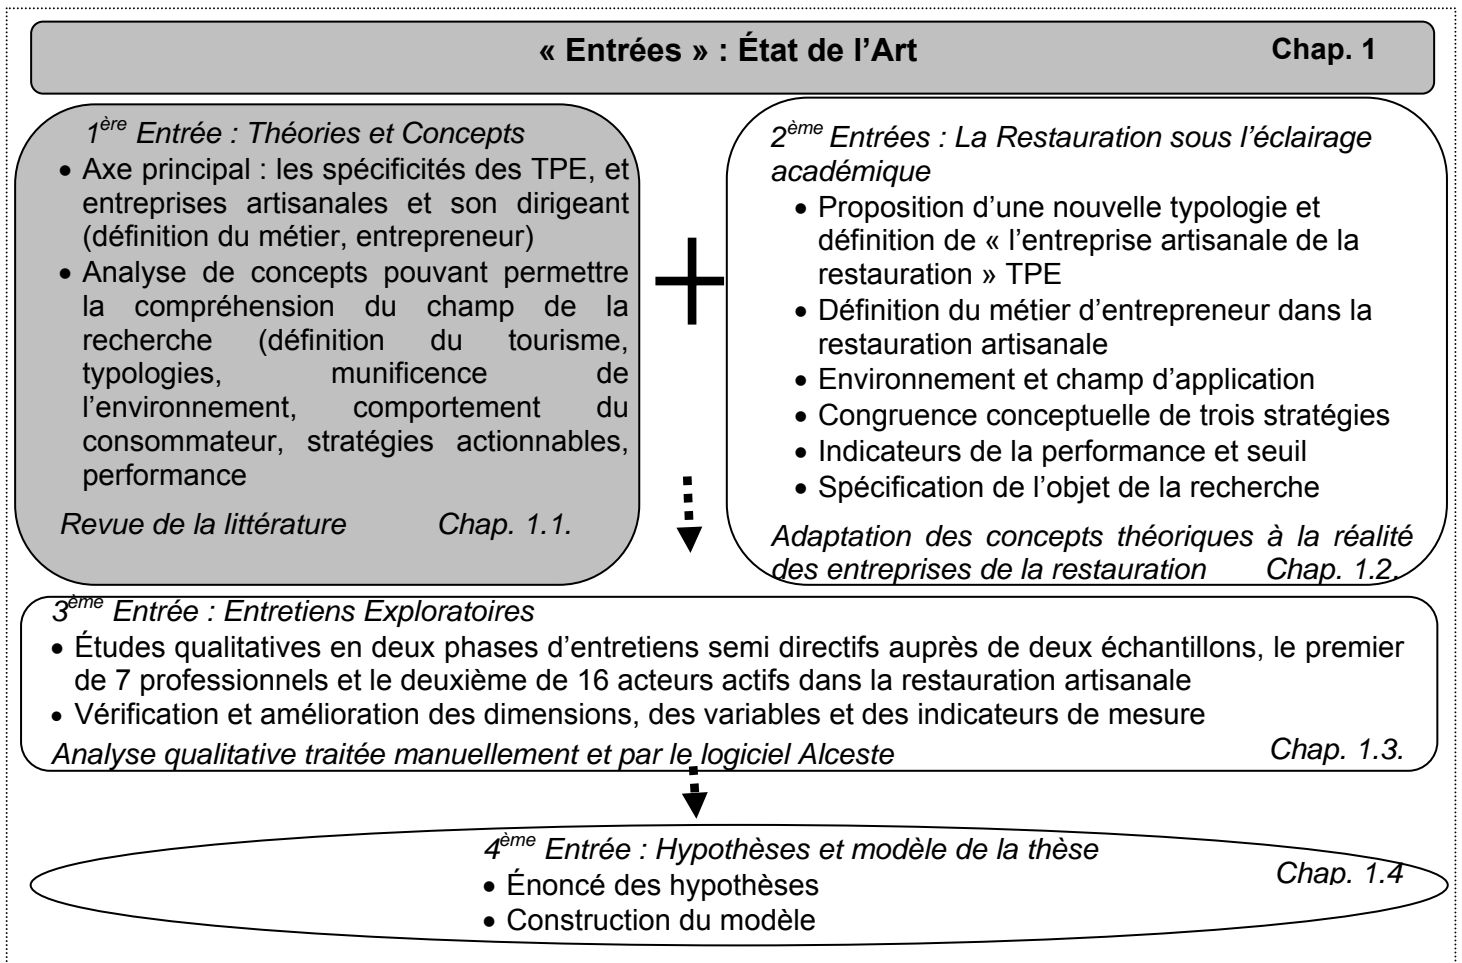 « Entrées » : État de l’Art Chap. 1
1ère Entrée : Théories et Concepts
• Axe principal : les spécificités des TPE, et
entreprises artisanales et son dirigeant
(définition du métier, entrepreneur)
• Analyse de concepts pouvant permettre
la compréhension du champ de la
recherche (définition du tourisme,
typologies, munificence de
l’environnement, comportement du
consommateur, stratégies actionnables,
performance
Revue de la littérature Chap. 1.1.
2ème Entrées : La Restauration sous l’éclairage
académique
• Proposition d’une nouvelle typologie et
définition de « l’entreprise artisanale de la
restauration » TPE
• Définition du métier d’entrepreneur dans la
restauration artisanale
• Environnement et champ d’application
• Congruence conceptuelle de trois stratégies
• Indicateurs de la performance et seuil
• Spécification de l’objet de la recherche
Adaptation des concepts théoriques à la réalité
des entreprises de la restauration Chap. 1.2.
3ème Entrée : Entretiens Exploratoires
• Études qualitatives en deux phases d’entretiens semi directifs auprès de deux échantillons, le premier
de 7 professionnels et le deuxième de 16 acteurs actifs dans la restauration artisanale
• Vérification et amélioration des dimensions, des variables et des indicateurs de mesure
Analyse qualitative traitée manuellement et par le logiciel Alceste Chap. 1.3.
4ème Entrée : Hypothèses et modèle de la thèse
Chap. 1.4
• Énoncé des hypothèses
• Construction du modèle